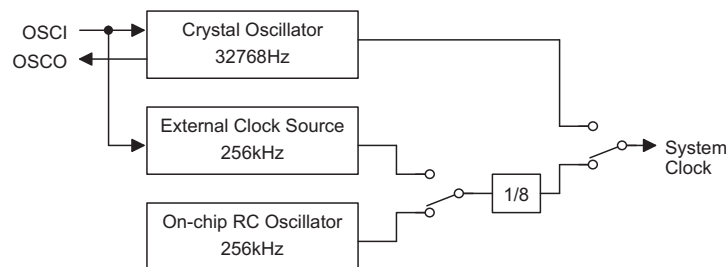 OSCI
OSCO
Crystal Oscillator
32768Hz
External Clock Source
256kHz
On-chip RC Oscillator
256kHz
1/8
System
Clock